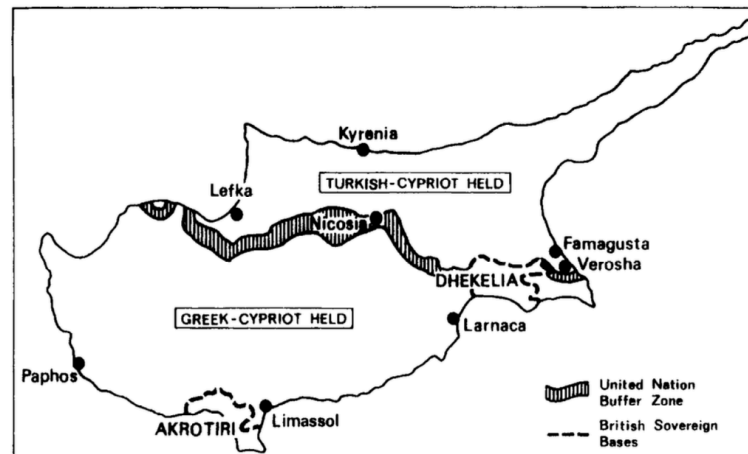 Kyrenia
TURKISH-CYPRIOT HELD
Lefka
Nicosia
Famagusta
Verosha
DHEKELIA
GREEK-CYPRIOT HELD
Larnaca
Paphos
AKROTIRI
Limassol
United Nation
Buffer Zone
British Sovereign
Bases